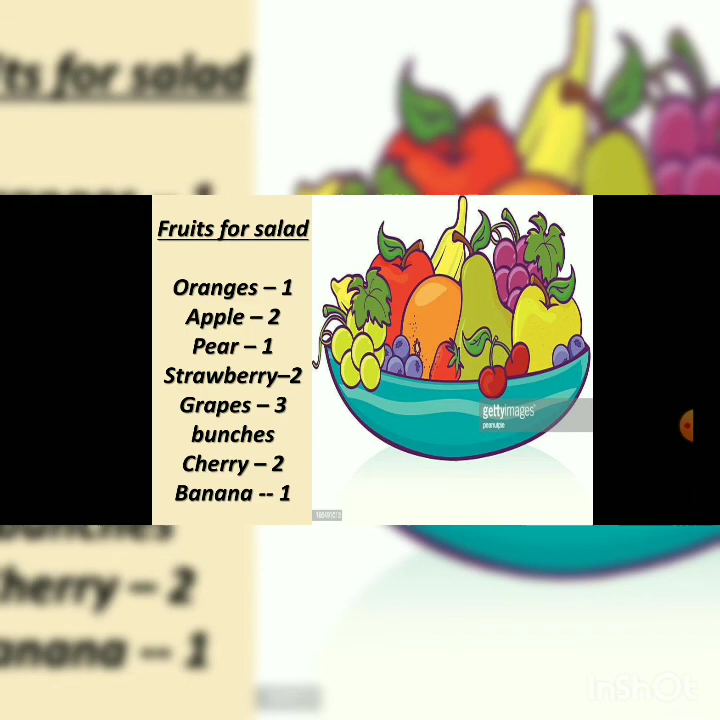 Fruits for salad
Oranges – 1
Apple – 2
Pear – 1
Strawberry–2
Grapes – 3
bunches
Cherry – 2
Banana -- 1
gettyimages
InShOt